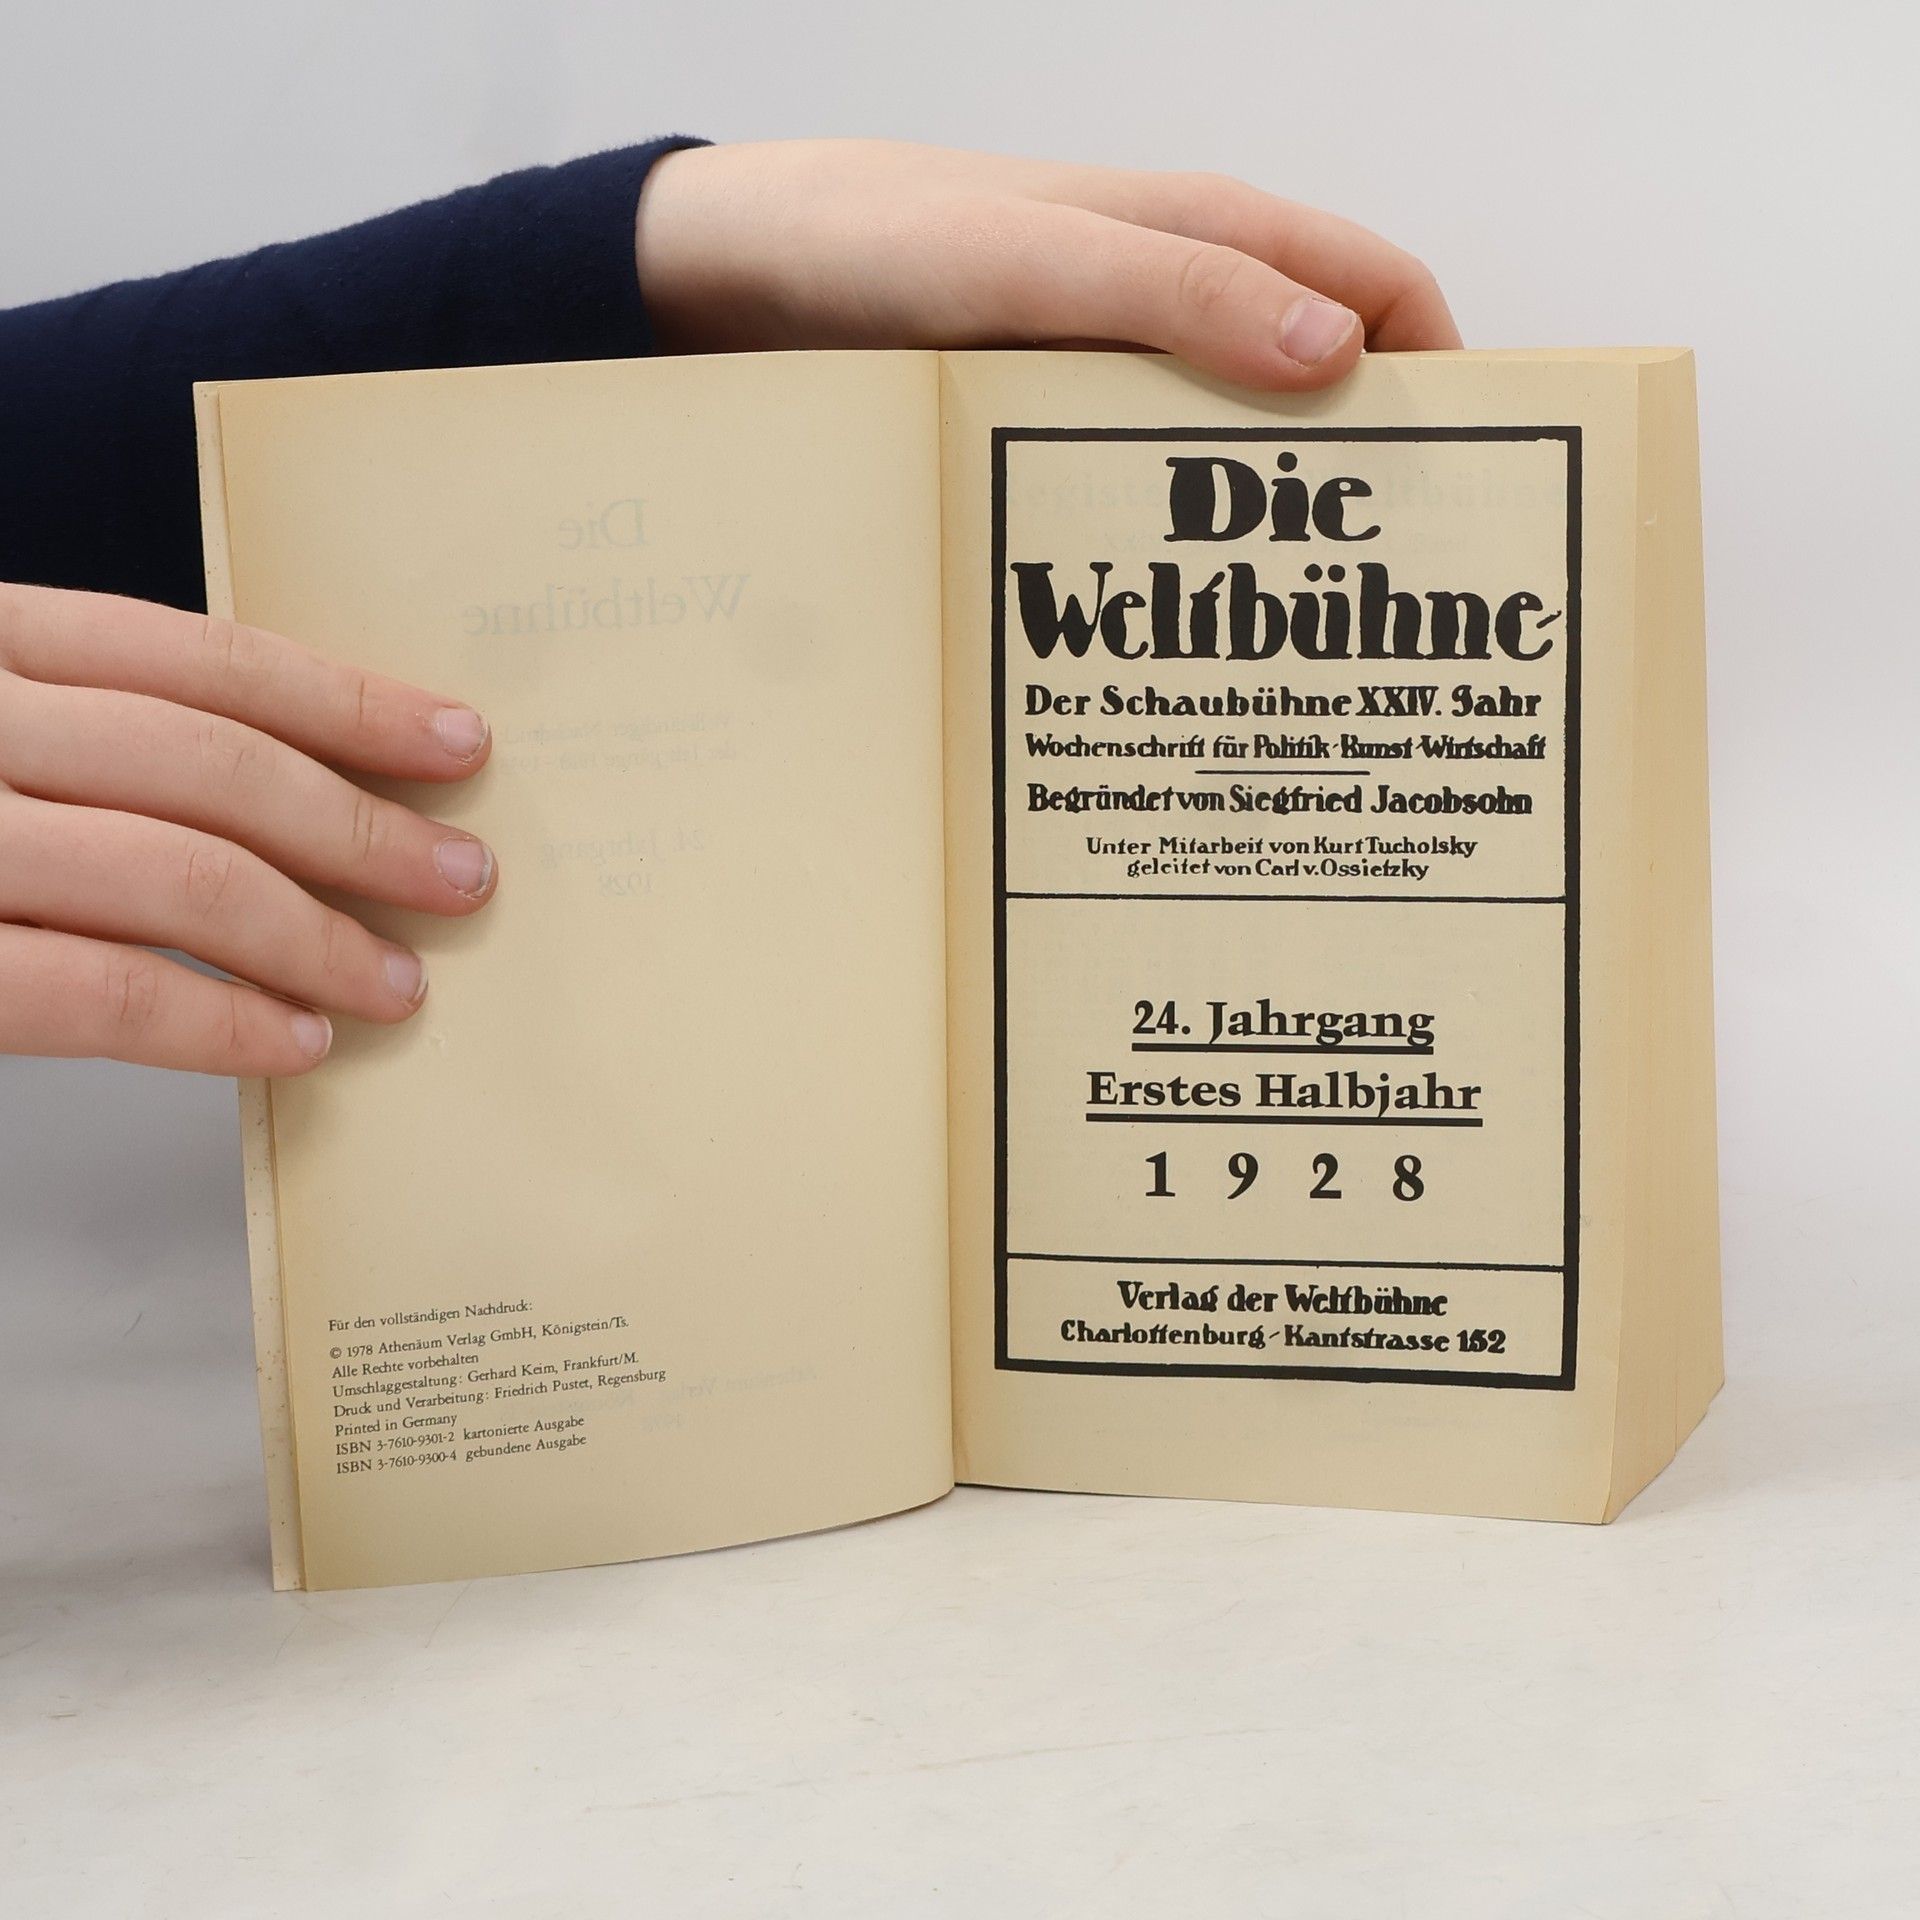 Für den vollständigen Nachdruck:
© 1978 Athenäum Verlag GmbH, Königstein/Ts.
Alle Rechte vorbehalten
Umschlaggestaltung: Gerhard Keim, Frankfurt/M.
Druck und Verarbeitung: Friedrich Pustet, Regensburg
Printed in Germany
ISBN 3-7610-9301-2 kartonierte Ausgabe
ISBN 3-7610-9300-4 gebundene Ausgabe
Die
Weltbühne
Der Schaubühne XXIV. Jahr
Wochenschrift für Politik-Kunst-Wirtschaft
Begründet von Siegfried Jacobsohn
Unter Mitarbeit von Kurt Tucholsky
geleitet von Carl v. Ossietzky
24. Jahrgang
Erstes Halbjahr
1928
Verlag der Weltbühne
Charlottenburg-Kantstrasse 152